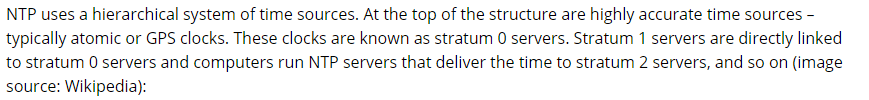 NTP uses a hierarchical system of time sources. At the top of the structure are highly accurate time sources –
typically atomic or GPS clocks. These clocks are known as stratum 0 servers. Stratum 1 servers are directly linked
to stratum 0 servers and computers run NTP servers that deliver the time to stratum 2 servers, and so on (image
source: Wikipedia):